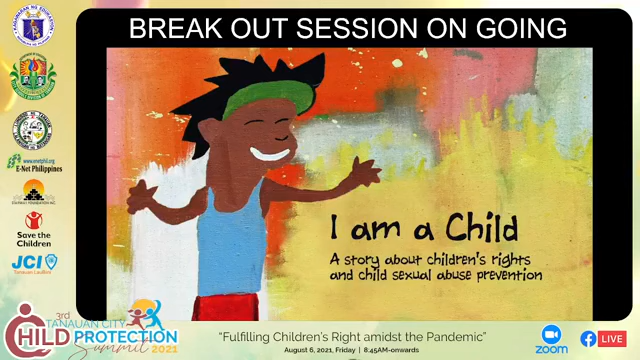 BREAK OUT SESSION ON GOING
I am a Child
A story about children's rights
and child sexual abuse prevention
www.enetphil.org
E-Net Philippines
Save the
Children
JCI
Tanauan
3rd
TANAUAN CITY
CHILD PROTECTION
Summit 2021
"Fulfilling Children's Right amidst the Pandemic"
August 6, 2021, Friday | 8:45AM-onwards
zoom
f LIVE